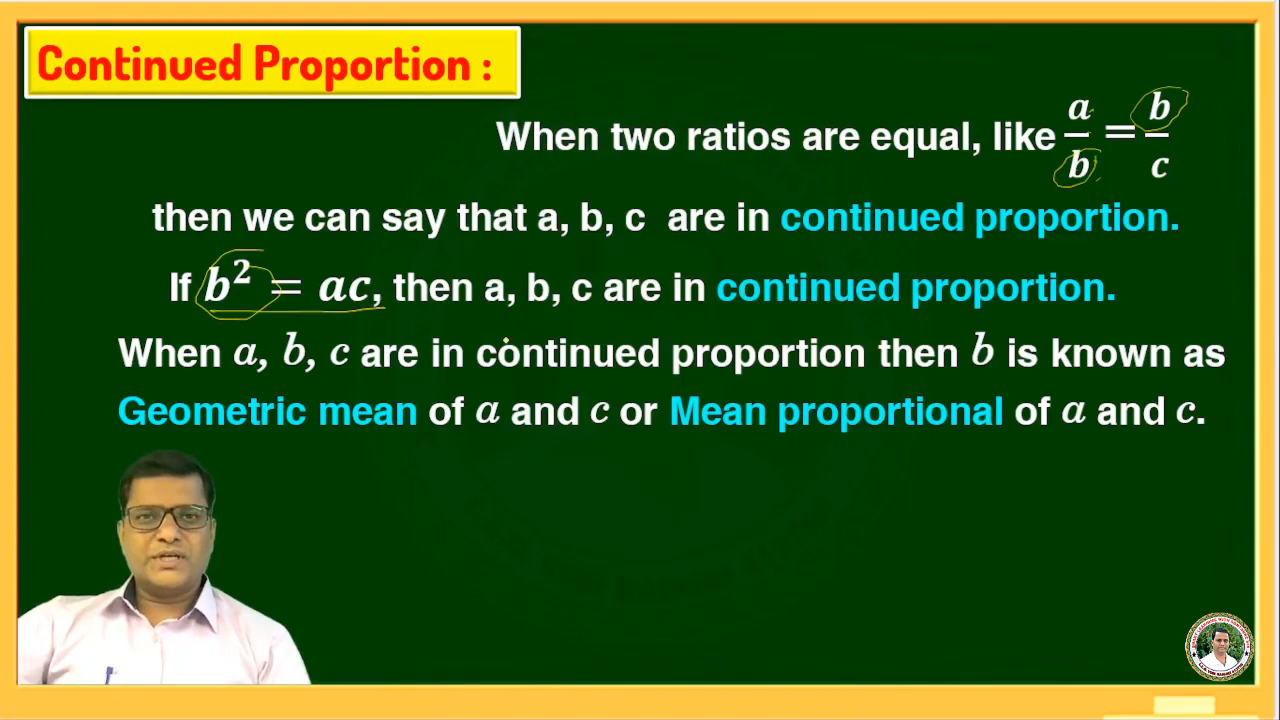 Continued Proportion :
When two ratios are equal, like a/b = b/c
then we can say that a, b, c are in continued proportion.
If b² = ac, then a, b, c are in continued proportion.
When a, b, c are in continued proportion then b is known as
Geometric mean of a and c or Mean proportional of a and c.